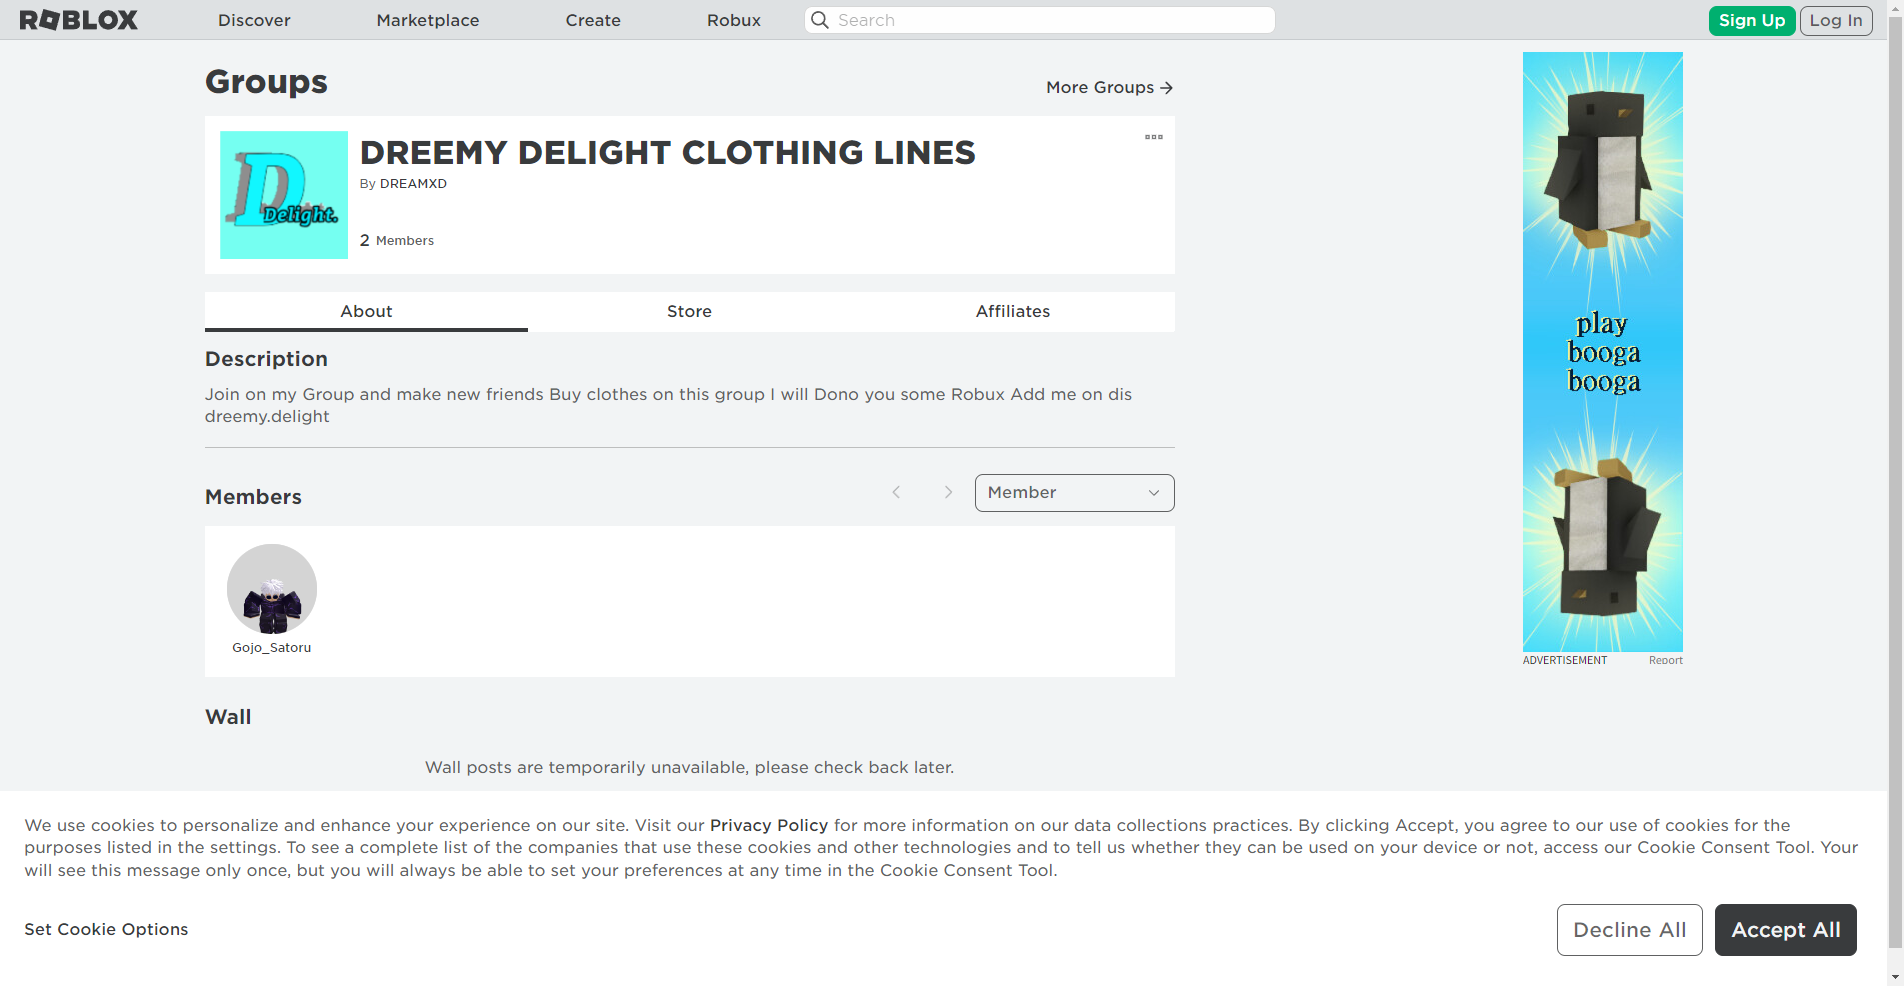 ROBLOX
Discover
Marketplace
Create
Robux
Search
Sign Up
Log In
Groups
More Groups
D
Delight.
DREEMY DELIGHT CLOTHING LINES
By DREAMXD
2 Members
About
Store
Affiliates
Description
Join on my Group and make new friends Buy clothes on this group I will Dono you some Robux Add me on dis
dreemy.delight
Members
Member
Gojo_Satoru
Wall
Wall posts are temporarily unavailable, please check back later.
play
booga
booga
ADVERTISEMENT
Report
We use cookies to personalize and enhance your experience on our site. Visit our Privacy Policy for more information on our data collections practices. By clicking Accept, you agree to our use of cookies for the
purposes listed in the settings. To see a complete list of the companies that use these cookies and other technologies and to tell us whether they can be used on your device or not, access our Cookie Consent Tool. Your
will see this message only once, but you will always be able to set your preferences at any time in the Cookie Consent Tool.
Set Cookie Options
Decline All
Accept All